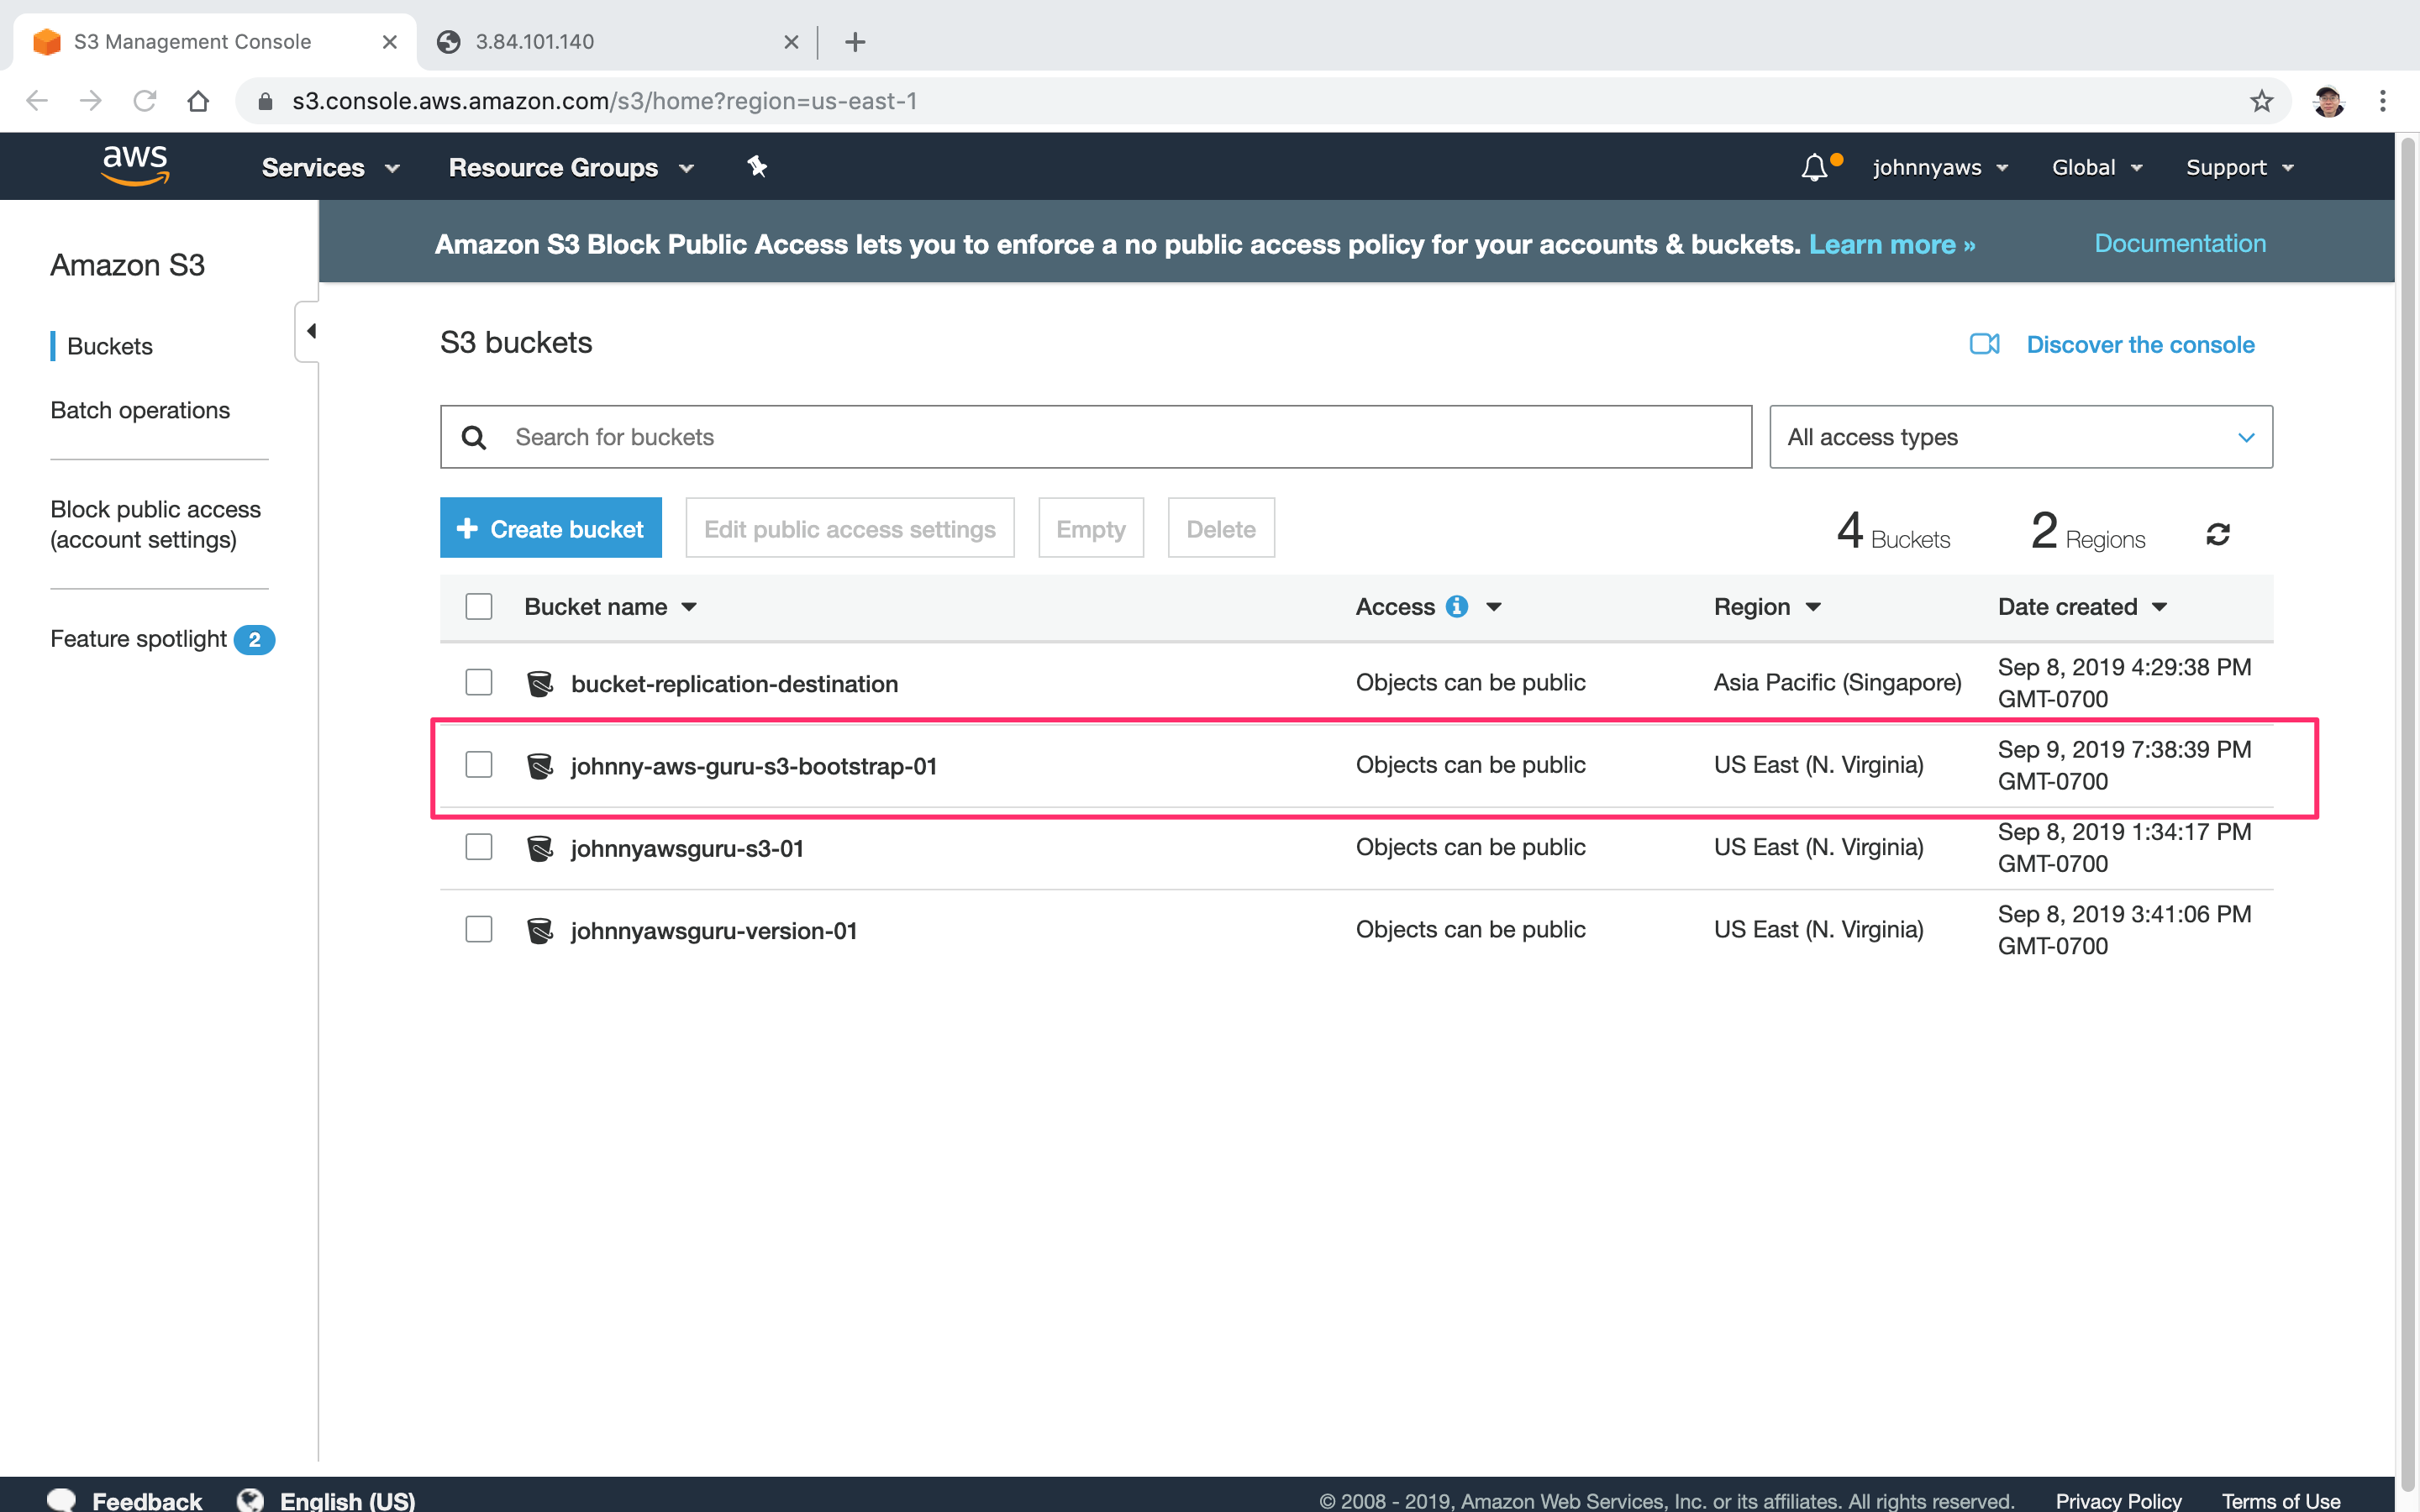 S3 Management Console
3.84.101.140
s3.console.aws.amazon.com/s3/home?region=us-east-1
aws
Services
Resource Groups
johnnyaws
Global
Support
Amazon S3
Buckets
Batch operations
Block public access
(account settings)
Feature spotlight 2
Amazon S3 Block Public Access lets you to enforce a no public access policy for your accounts & buckets. Learn more »
Documentation
S3 buckets
Discover the console
Search for buckets
All access types
Create bucket
Edit public access settings
Empty
Delete
4 Buckets
2 Regions
Bucket name
Access
Region
Date created
bucket-replication-destination
Objects can be public
Asia Pacific (Singapore)
Sep 8, 2019 4:29:38 PM
GMT-0700
johnny-aws-guru-s3-bootstrap-01
Objects can be public
US East (N. Virginia)
Sep 9, 2019 7:38:39 PM
GMT-0700
johnnyawsguru-s3-01
Objects can be public
US East (N. Virginia)
Sep 8, 2019 1:34:17 PM
GMT-0700
johnnyawsguru-version-01
Objects can be public
US East (N. Virginia)
Sep 8, 2019 3:41:06 PM
GMT-0700
Feedback
English (US)
© 2008 - 2019, Amazon Web Services, Inc. or its affiliates. All rights reserved.
Privacy Policy
Terms of Use